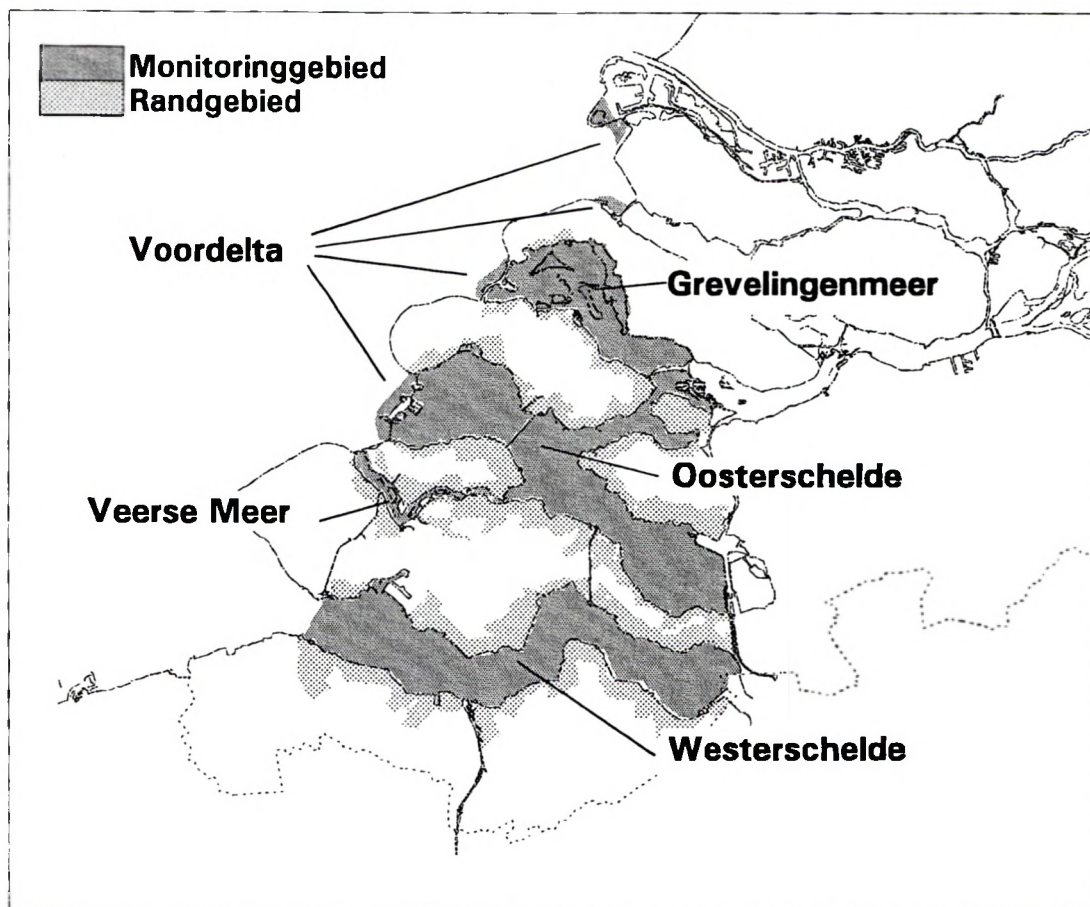 Monitoringgebied
Randgebied
Voordelta
Grevelingenmeer
Oosterschelde
Veerse Meer
Westerschelde